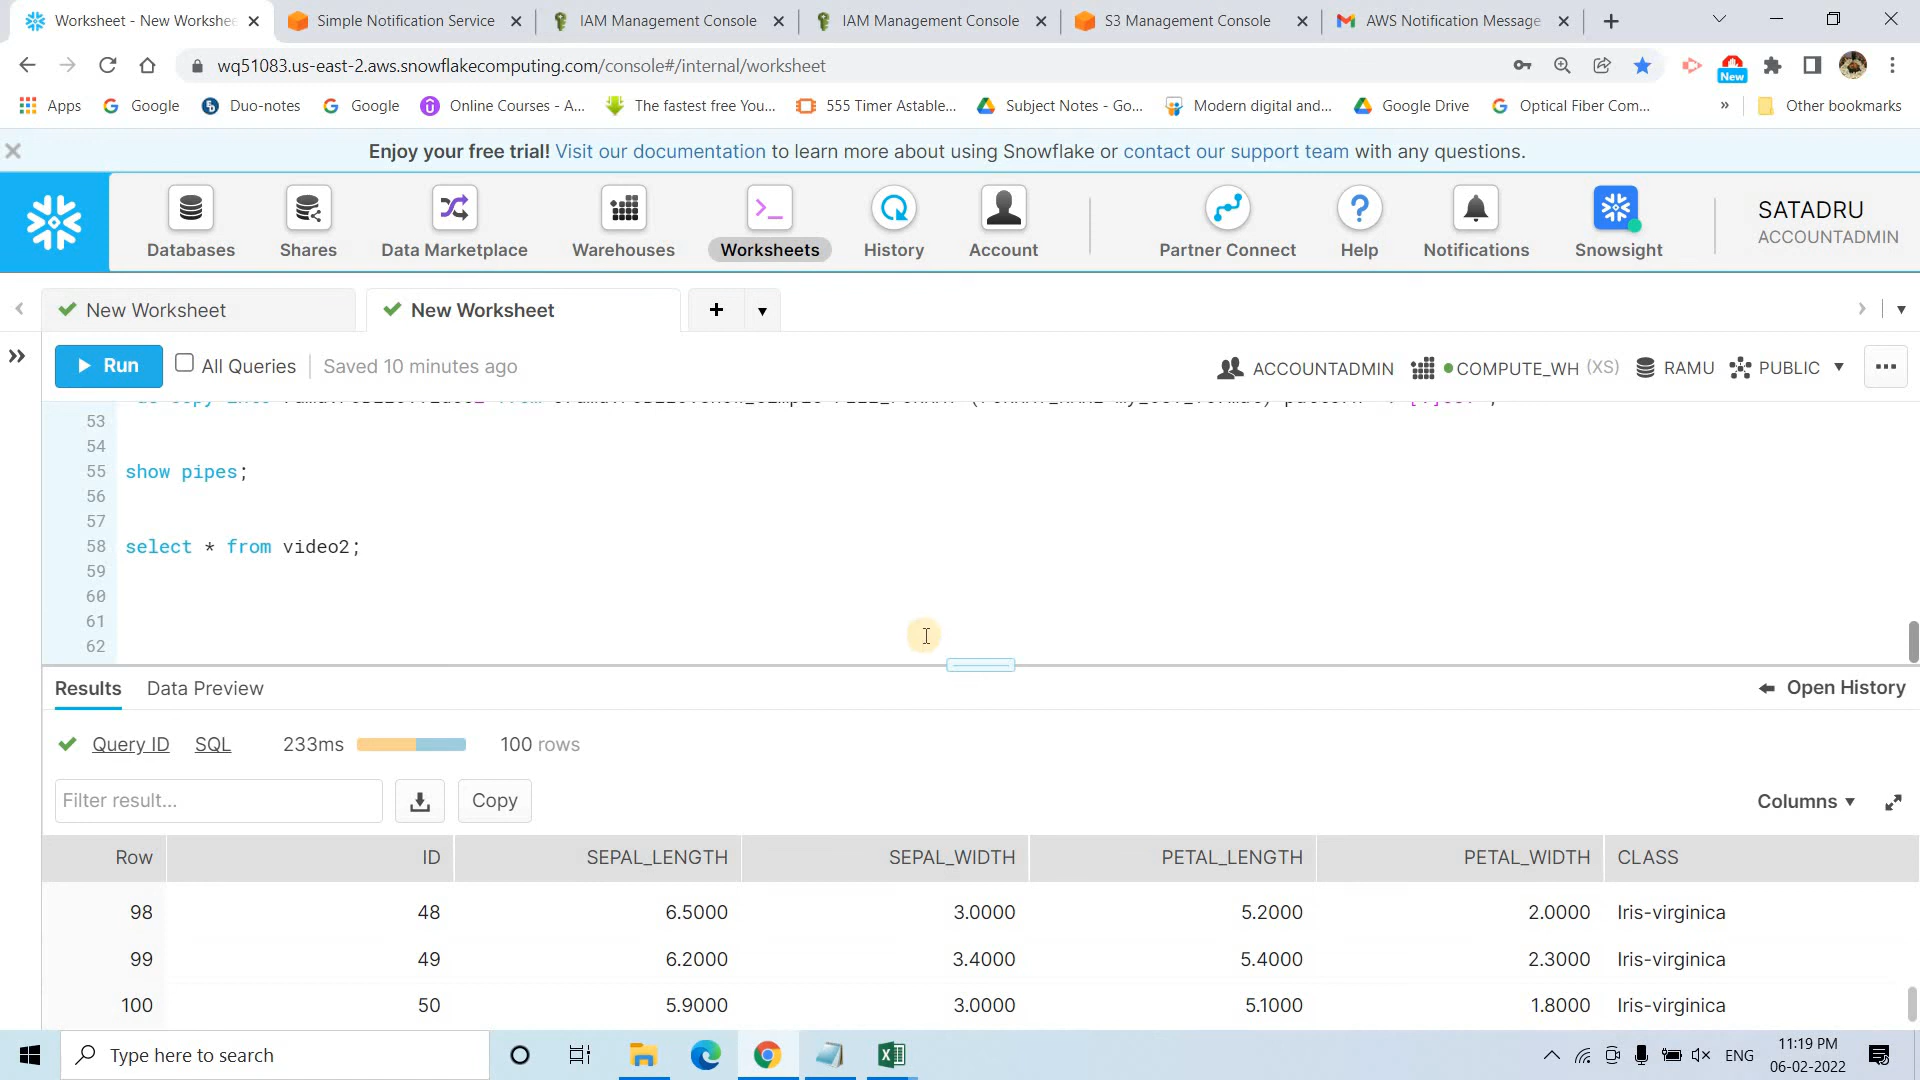 Worksheet - New Workshee
Simple Notification Service
IAM Management Console
IAM Management Console
S3 Management Console
AWS Notification Message
wq51083.us-east-2.aws.snowflakecomputing.com/console#/internal/worksheet
New
Apps
Google
Duo-notes
Google
Online Courses - A...
The fastest free You...
555 Timer Astable...
Subject Notes - Go...
Modern digital and...
Google Drive
Optical Fiber Com...
»
Other bookmarks
Enjoy your free trial! Visit our documentation to learn more about using Snowflake or contact our support team with any questions.
Databases
Shares
Data Marketplace
Warehouses
Worksheets
History
Account
Partner Connect
Help
Notifications
Snowsight
SATADRU
ACCOUNTADMIN
New Worksheet
New Worksheet
Run
All Queries
Saved 10 minutes ago
ACCOUNTADMIN
COMPUTE_WH (XS)
RAMU
PUBLIC
53
54
55 show pipes;
56
57
58 select * from video2;
59
60
61
62
Results
Data Preview
Open History
Query ID
SQL
233ms
100 rows
Filter result...
Copy
Columns
Row ID SEPAL_LENGTH SEPAL_WIDTH PETAL_LENGTH PETAL_WIDTH CLASS
98 48 6.5000 3.0000 5.2000 2.0000 Iris-virginica
99 49 6.2000 3.4000 5.4000 2.3000 Iris-virginica
100 50 5.9000 3.0000 5.1000 1.8000 Iris-virginica
Type here to search
ENG
11:19 PM
06-02-2022